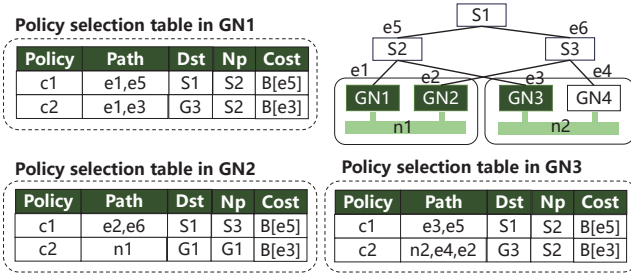 Policy selection table in GN1
Policy Path Dst Np Cost
c1 e1,e5 S1 S2 B[e5]
c2 e1,e3 G3 S2 B[e3]
S1
e5 e6
S2 S3
e1 e2 e3 e4
GN1 GN2 GN3 GN4
n1 n2
Policy selection table in GN2
Policy Path Dst Np Cost
c1 e2,e6 S1 S3 B[e5]
c2 n1 G1 G1 B[e3]
Policy selection table in GN3
Policy Path Dst Np Cost
c1 e3,e5 S1 S2 B[e5]
c2 n2,e4,e2 G3 S2 B[e3]